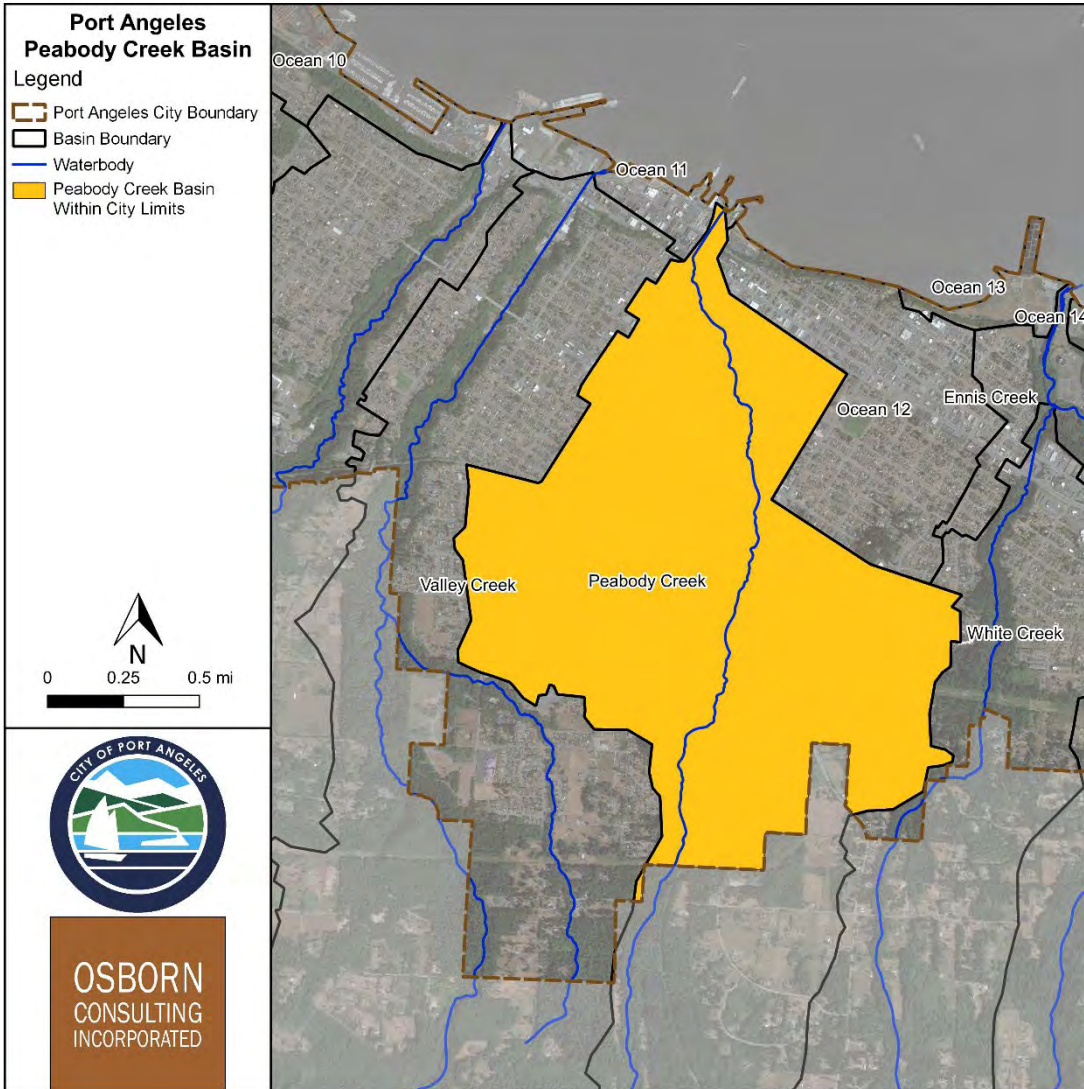 Port Angeles
Peabody Creek Basin
Legend
Port Angeles City Boundary
Basin Boundary
Waterbody
Peabody Creek Basin
Within City Limits
N
0 0.25 0.5 mi
CITY OF PORT ANGELES
OSBORN
CONSULTING
INCORPORATED
Ocean 10
Ocean 11
Ocean 13
Ocean 14
Ennis Creek
Ocean 12
Valley Creek
Peabody Creek
White Creek